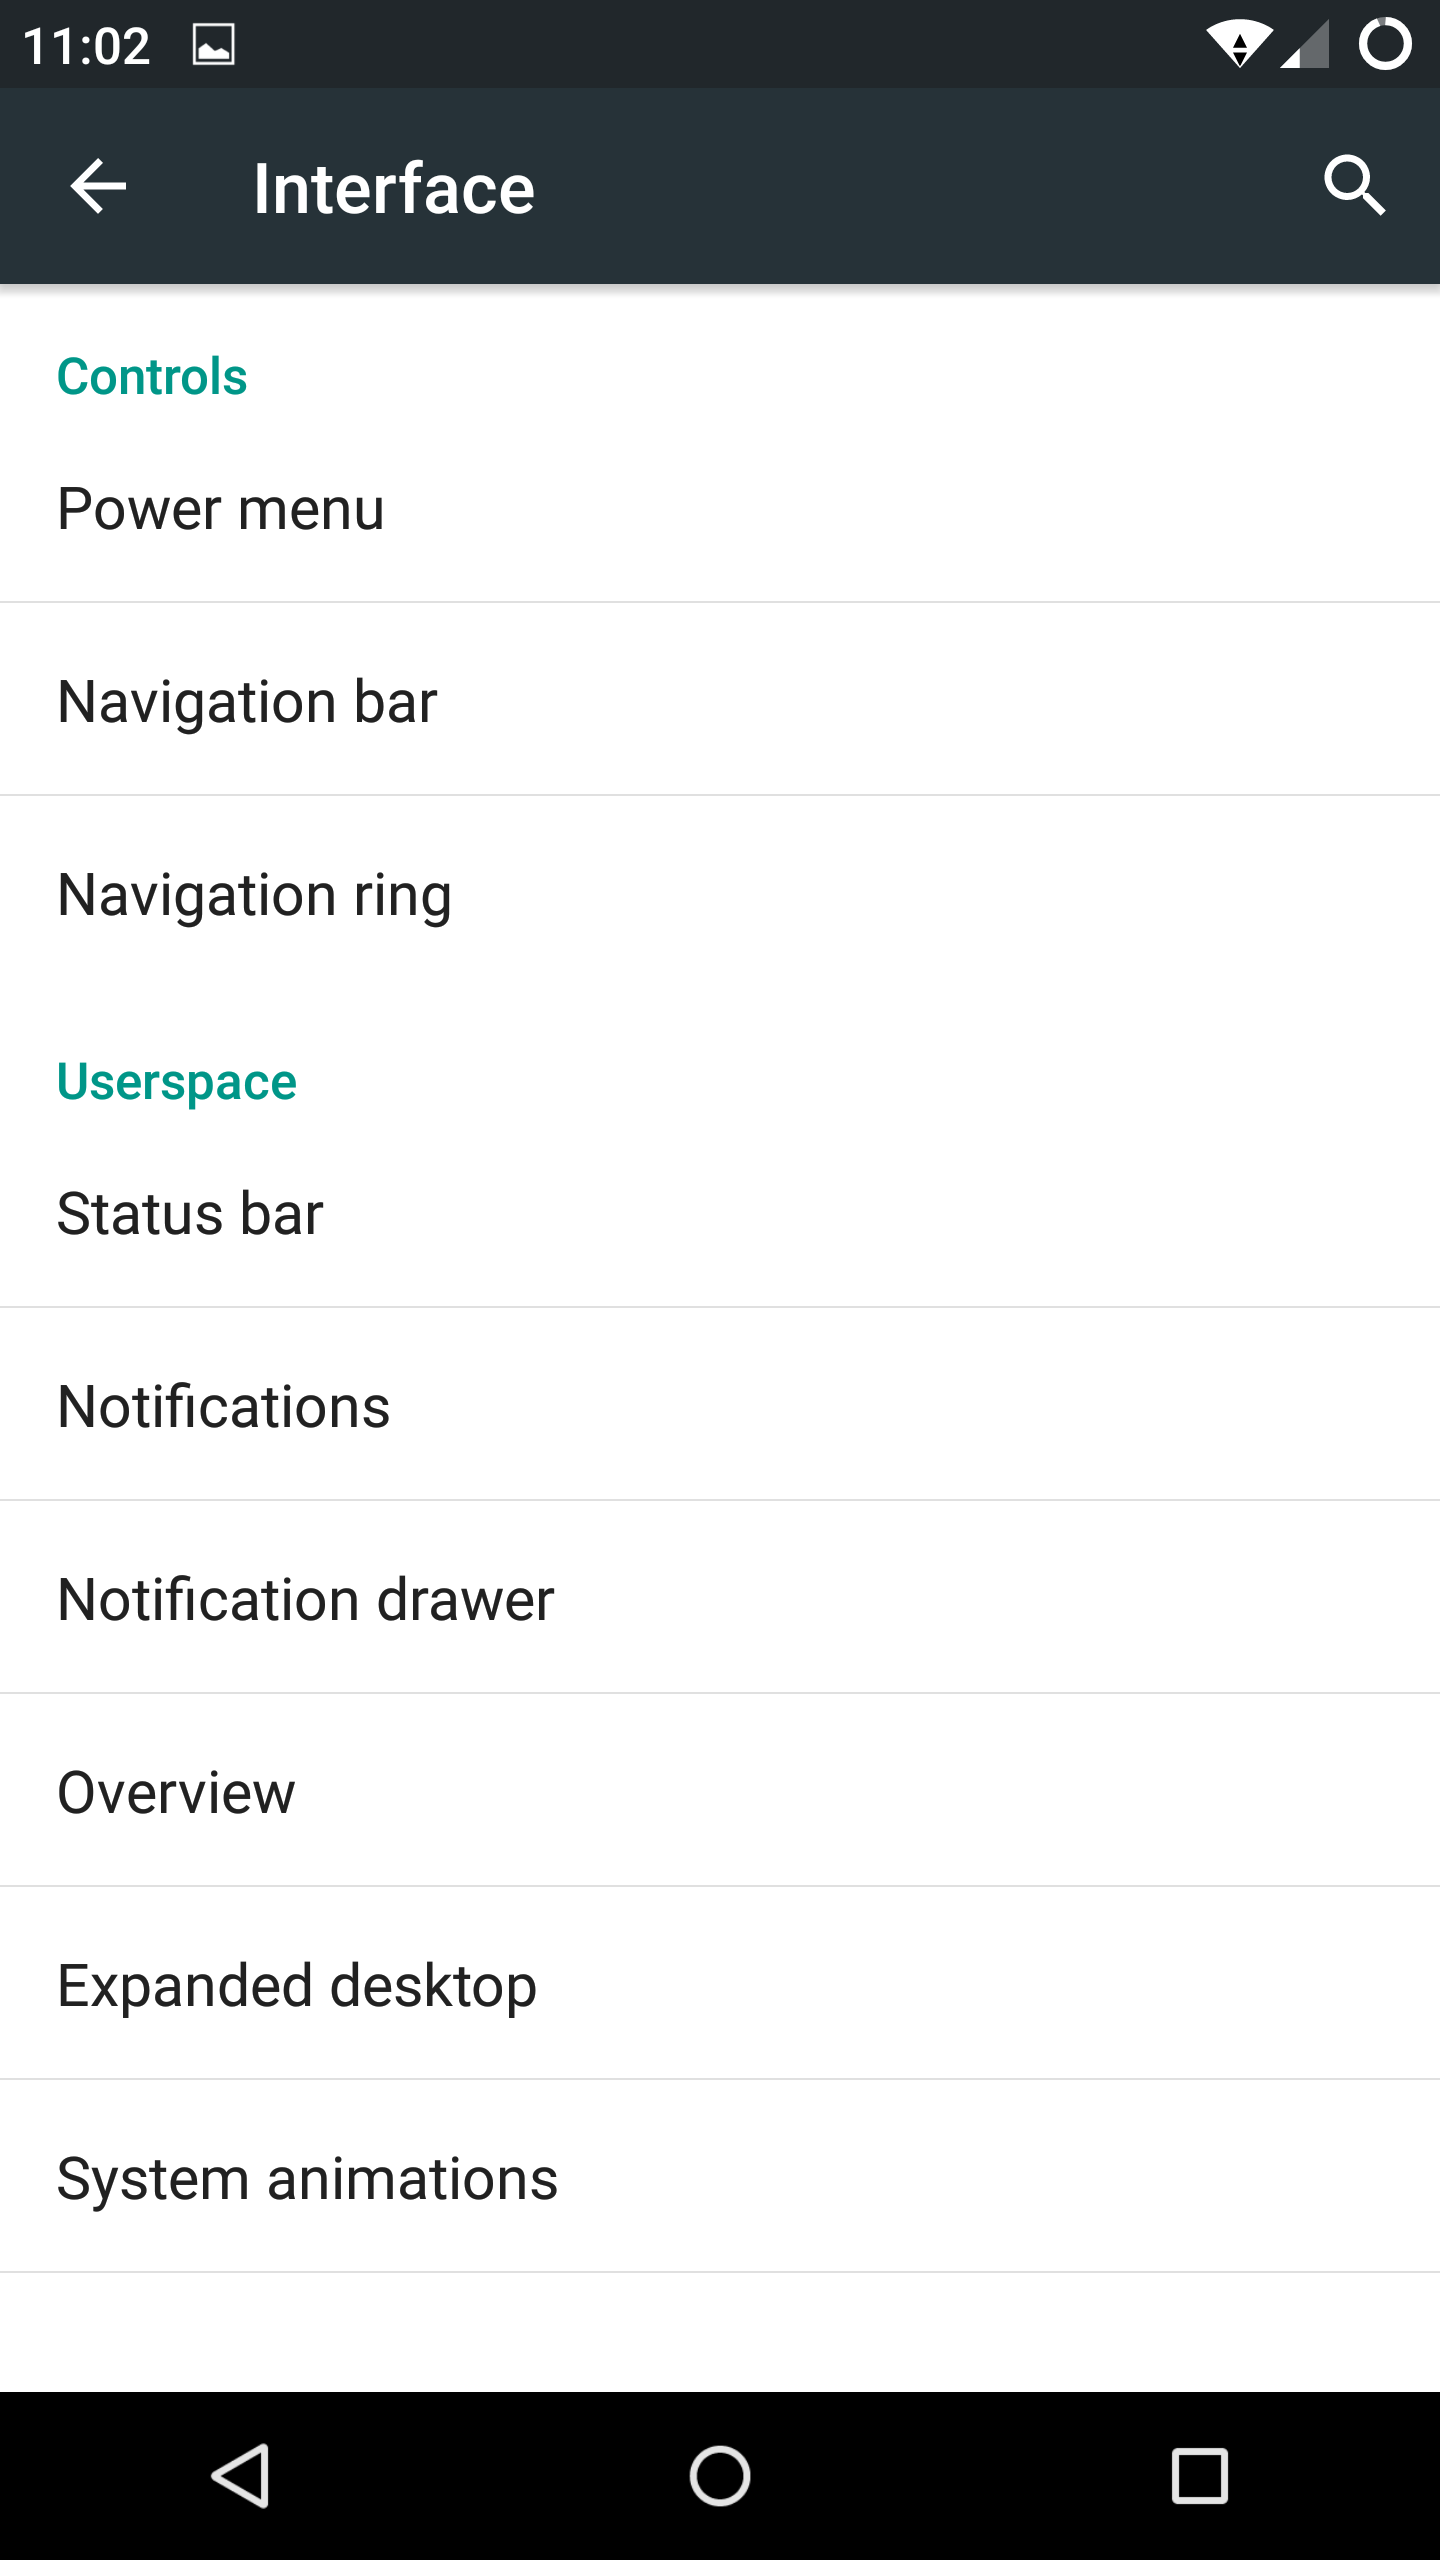 11:02
Interface
Controls
Power menu
Navigation bar
Navigation ring
Userspace
Status bar
Notifications
Notification drawer
Overview
Expanded desktop
System animations